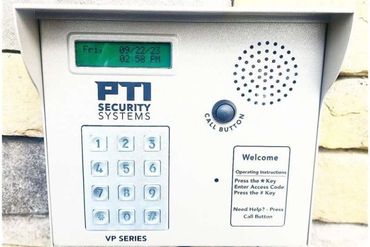 Fri, 09/22/23
02:58 PM
PTI
SECURITY
SYSTEMS
CALL BUTTON
1 2 3
4 5 6
7 8 9
* 0 #
VP SERIES
Welcome
Operating Instructions
Press the * Key
Enter Access Code
Press the # Key
Need Help? - Press
Call Button